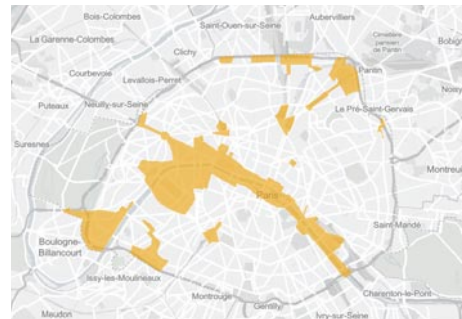 Bois-Colombes
Saint-Ouen-sur-Seine
Aubervilliers
La Garenne-Colombes
Clichy
Cimetière
parisien
de Pantin
Bobig
Courbevoie
Levallois-Perret
Pantin
Noisy
Puteaux
Neuilly-sur-Seine
Le Pré-Saint-Gervais
Suresnes
Montreuil
Paris
Saint-Mandé
Boulogne-
Billancourt
Issy-les-Moulineaux
Charenton-le-Pont
Montrouge
Gentilly
Meudon
Ivry-sur-Seine